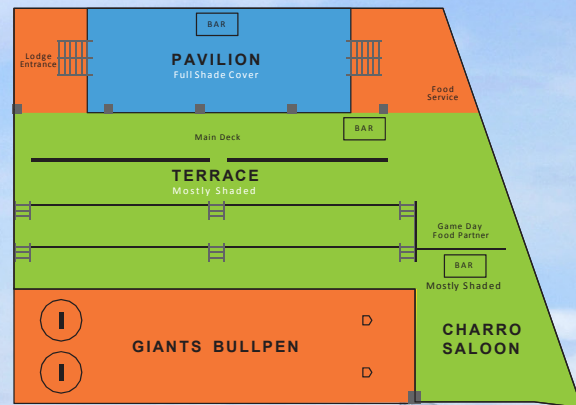 BAR
PAVILION
Full Shade Cover
Lodge
Entrance
Food
Service
BAR
Main Deck
TERRACE
Mostly Shaded
Game Day
Food Partner
BAR
Mostly Shaded
CHARRO
SALOON
GIANTS BULLPEN